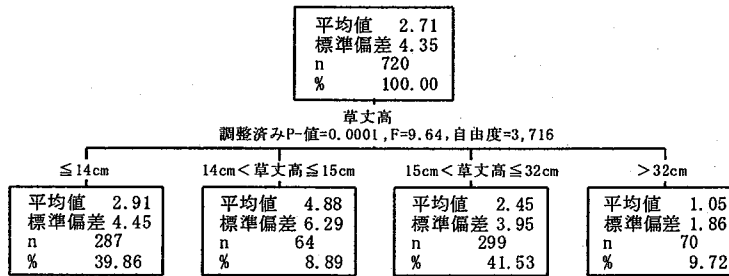 平均値 2.71
標準偏差 4.35
n 720
% 100.00
草丈高
調整済みP-値=0.0001,F=9.64,自由度=3,716
≦14cm
14cm<草丈高≦15cm
15cm<草丈高≦32cm
>32cm
平均値 2.91
標準偏差 4.45
n 287
% 39.86
平均値 4.88
標準偏差 6.29
n 64
% 8.89
平均値 2.45
標準偏差 3.95
n 299
% 41.53
平均値 1.05
標準偏差 1.86
n 70
% 9.72